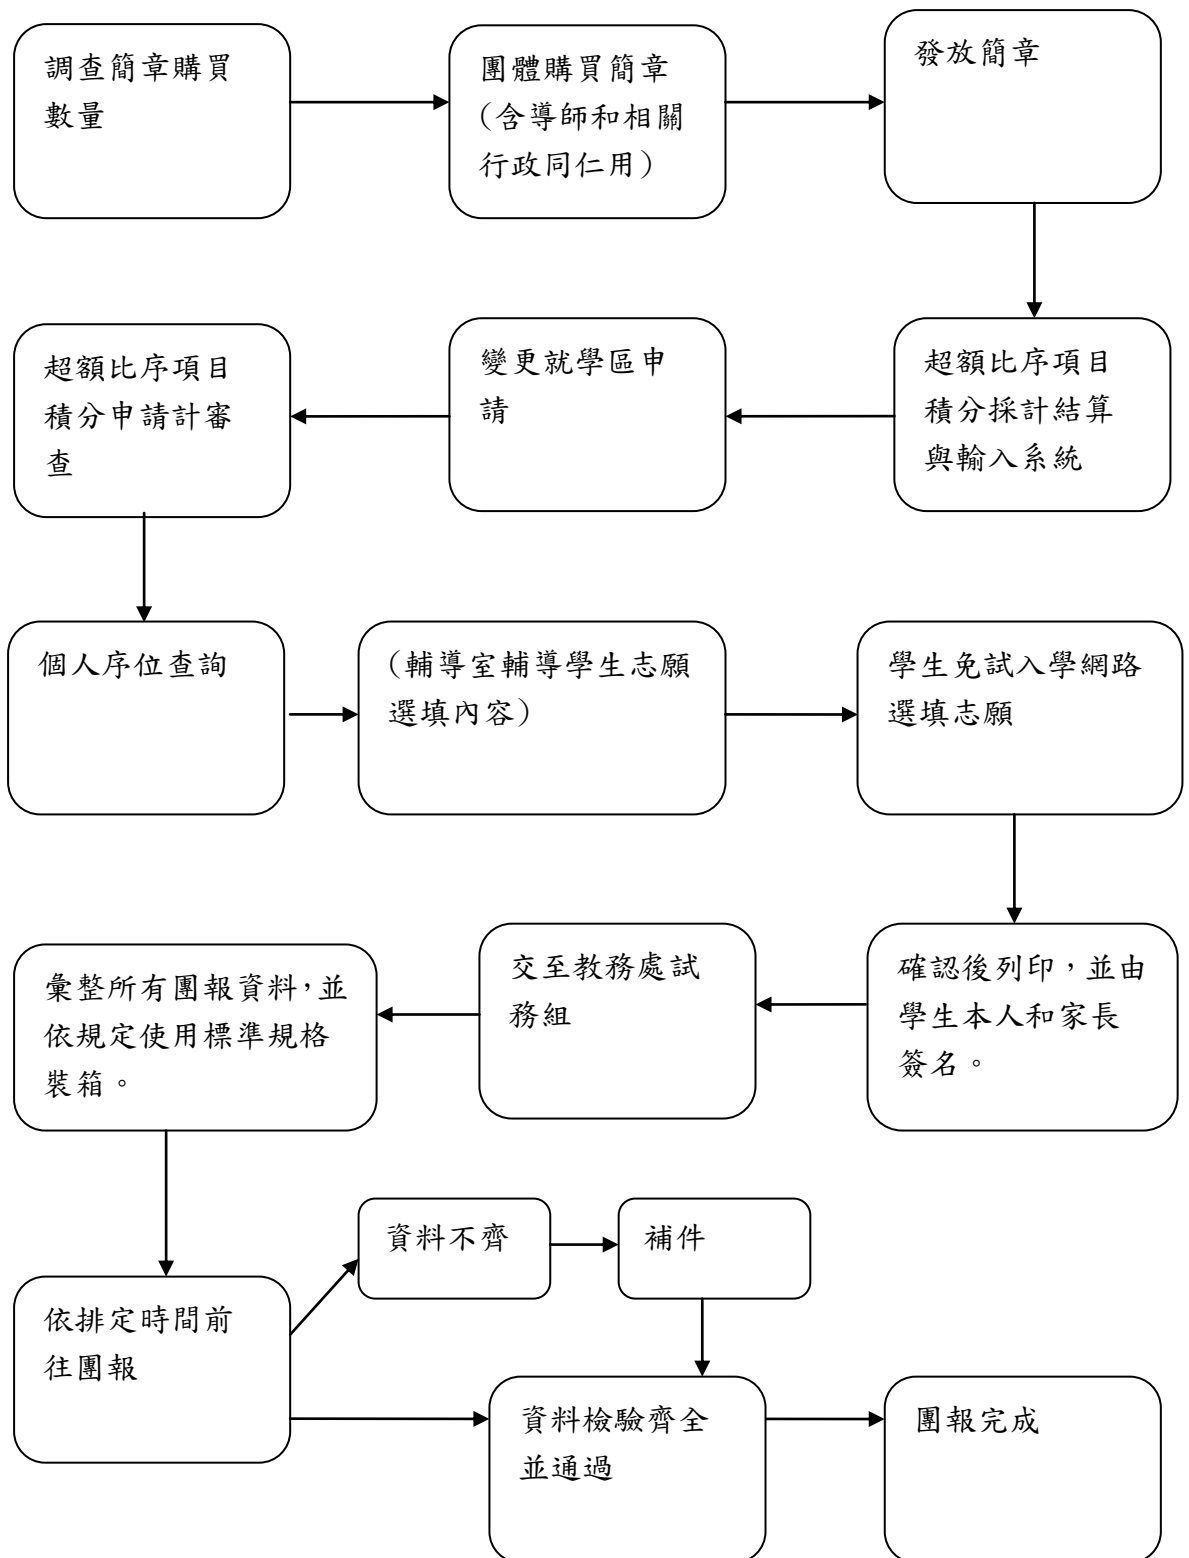 調查簡章購買
數量
團體購買簡章
(含導師和相關
行政同仁用)
發放簡章
超額比序項目
積分採計結算
與輸入系統
變更就學區申
請
超額比序項目
積分申請計審
查
個人序位查詢
(輔導室輔導學生志願
選填內容)
學生免試入學網路
選填志願
確認後列印，並由
學生本人和家長
簽名。
交至教務處試
務組
彙整所有團報資料，並
依規定使用標準規格
裝箱。
依排定時間前
往團報
資料不齊
補件
資料檢驗齊全
並通過
團報完成